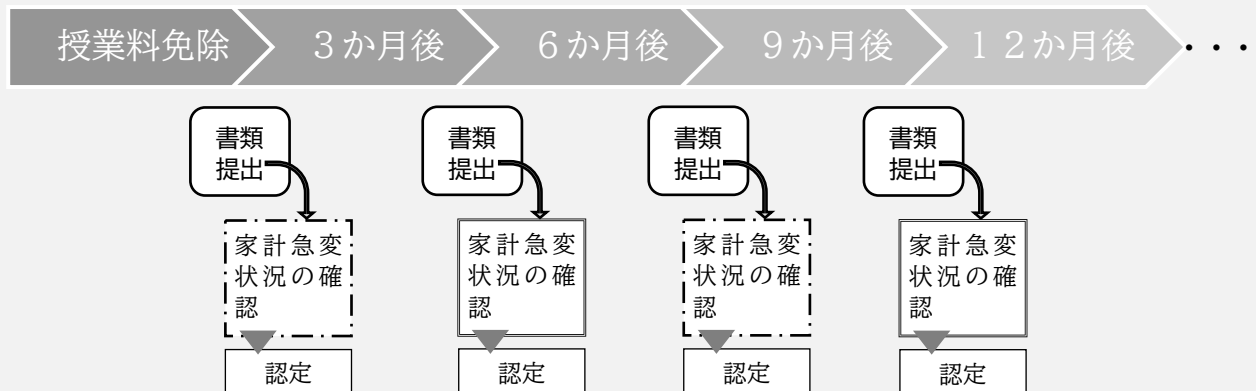 授業料免除
３か月後
６か月後
９か月後
１２か月後
・・・
書類
提出
書類
提出
書類
提出
書類
提出
家計急変
状況の確
認
家計急変
状況の確
認
家計急変
状況の確
認
家計急変
状況の確
認
認定
認定
認定
認定